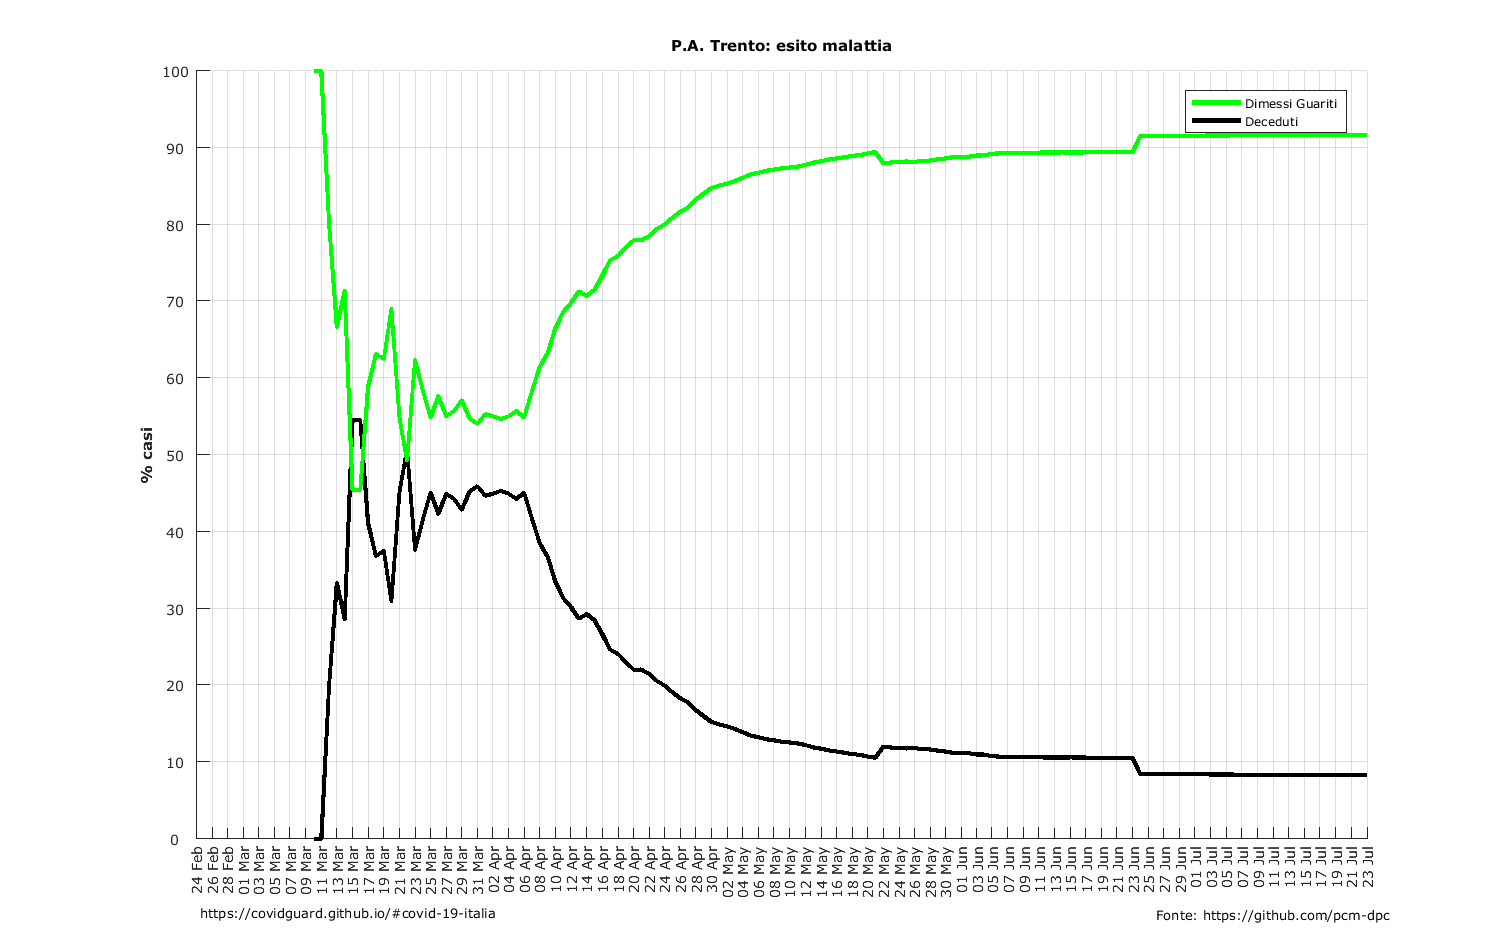 P.A. Trento: esito malattia
Dimessi Guariti
Deceduti
% casi
100
90
80
70
60
50
40
30
20
10
0
24 Feb
26 Feb
28 Feb
01 Mar
03 Mar
05 Mar
07 Mar
09 Mar
11 Mar
13 Mar
15 Mar
17 Mar
19 Mar
21 Mar
23 Mar
25 Mar
27 Mar
29 Mar
31 Mar
02 Apr
04 Apr
06 Apr
08 Apr
10 Apr
12 Apr
14 Apr
16 Apr
18 Apr
20 Apr
22 Apr
24 Apr
26 Apr
28 Apr
30 Apr
02 May
04 May
06 May
08 May
10 May
12 May
14 May
16 May
18 May
20 May
22 May
24 May
26 May
28 May
30 May
01 Jun
03 Jun
05 Jun
07 Jun
09 Jun
11 Jun
13 Jun
15 Jun
17 Jun
19 Jun
21 Jun
23 Jun
25 Jun
27 Jun
29 Jun
01 Jul
03 Jul
05 Jul
07 Jul
09 Jul
11 Jul
13 Jul
15 Jul
17 Jul
19 Jul
21 Jul
23 Jul
https://covidguard.github.io/#covid-19-italia
Fonte: https://github.com/pcm-dpc